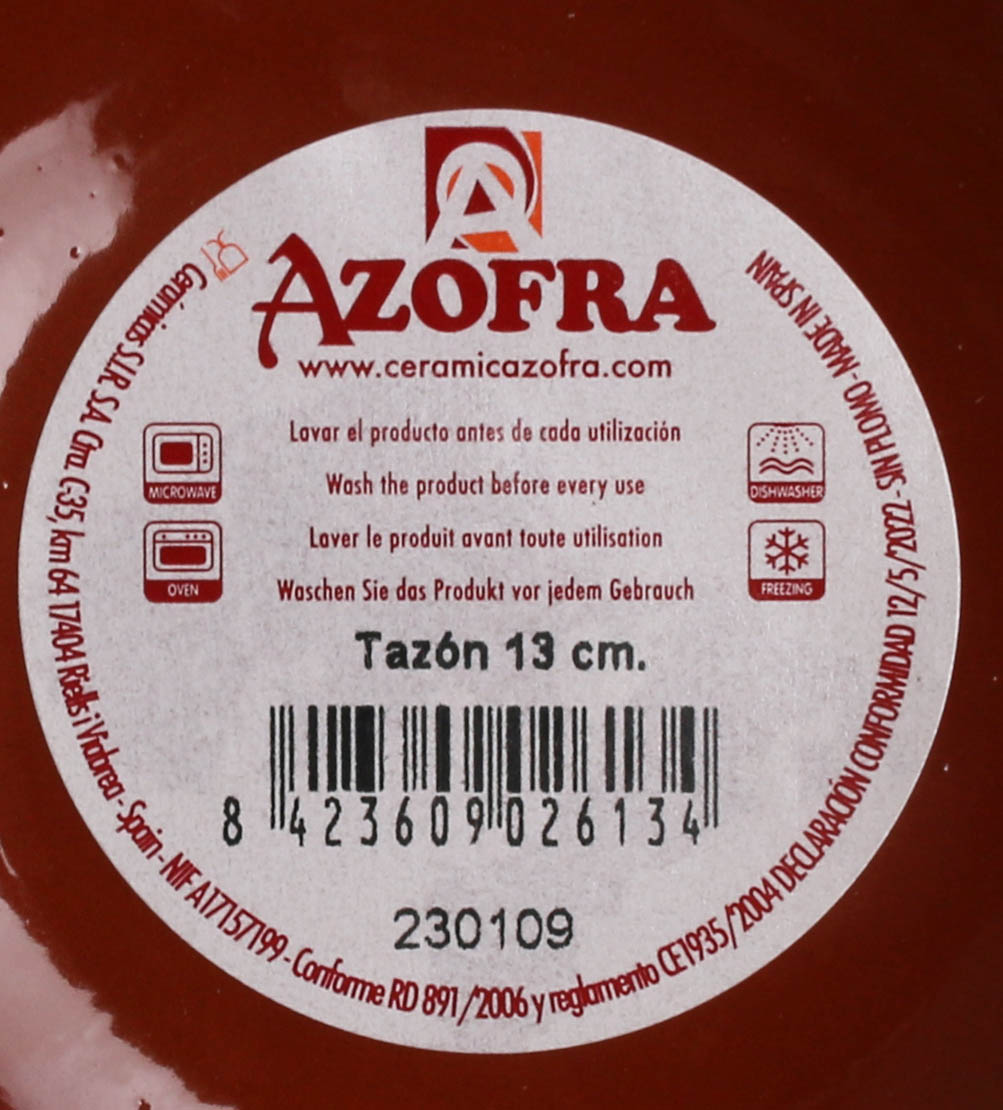 AZOFRA
www.ceramicazofra.com
Lavar el producto antes de cada utilización
Wash the product before every use
Laver le produit avant toute utilisation
Waschen Sie das Produkt vor jedem Gebrauch
MICROWAVE
OVEN
DISHWASHER
FREEZING
Tazón 13 cm.
8 423609 026134
230109
Cerámicas S.I.R. S.A. Ctra. C-35, km 64 17404 Riells i Viabrea - Spain - NIF A17157199 - Conforme RD 891/2006 y reglamento CE 1935/2004 DECLARACIÓN CONFORMIDAD 12/5/2022 - SIN PLOMO - MADE IN SPAIN